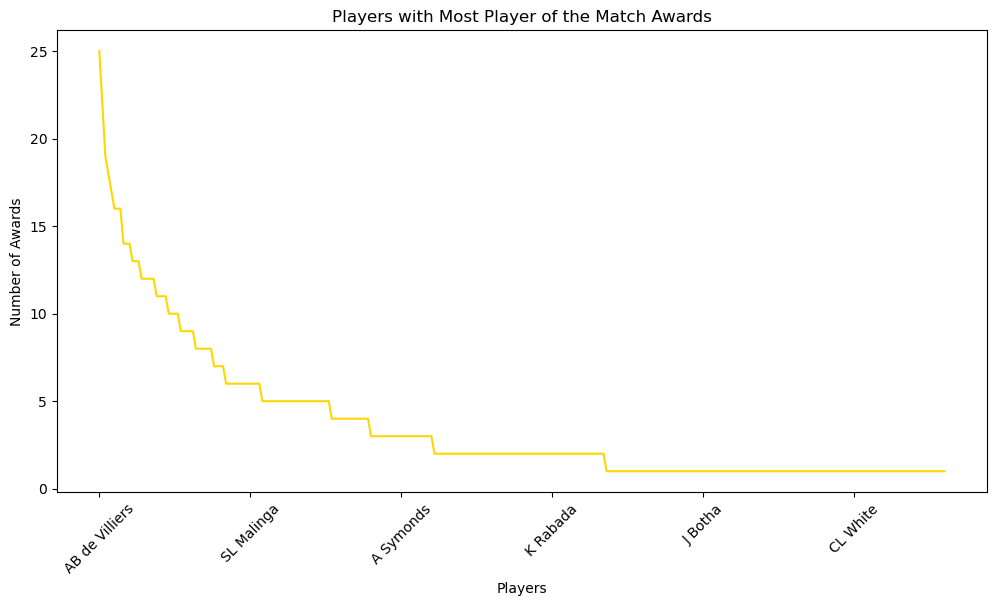 Players with Most Player of the Match Awards
Number of Awards
25
20
15
10
5
0
AB de Villiers
SL Malinga
A Symonds
K Rabada
J Botha
CL White
Players